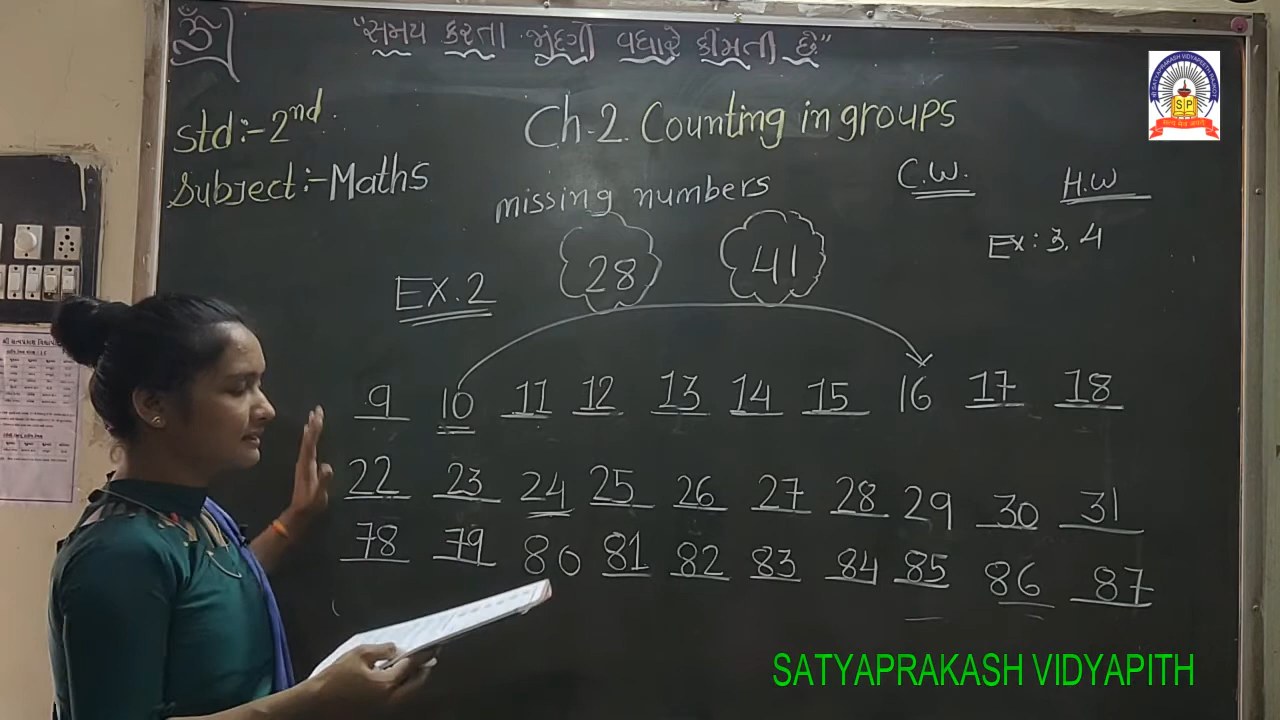 ॐ
"સમય કરતા જીંદગી વધારે કીંમતી છે"
Std:-2nd.
Ch-2. Counting in groups
Subject:-Maths
missing numbers
C.W.
H.W
Ex: 3, 4
28 41
EX.2
9 10 11 12 13 14 15 16 17 18
22 23 24 25 26 27 28 29 30 31
78 79 80 81 82 83 84 85 86 87
SP
SATYAPRAKASH VIDYAPITH